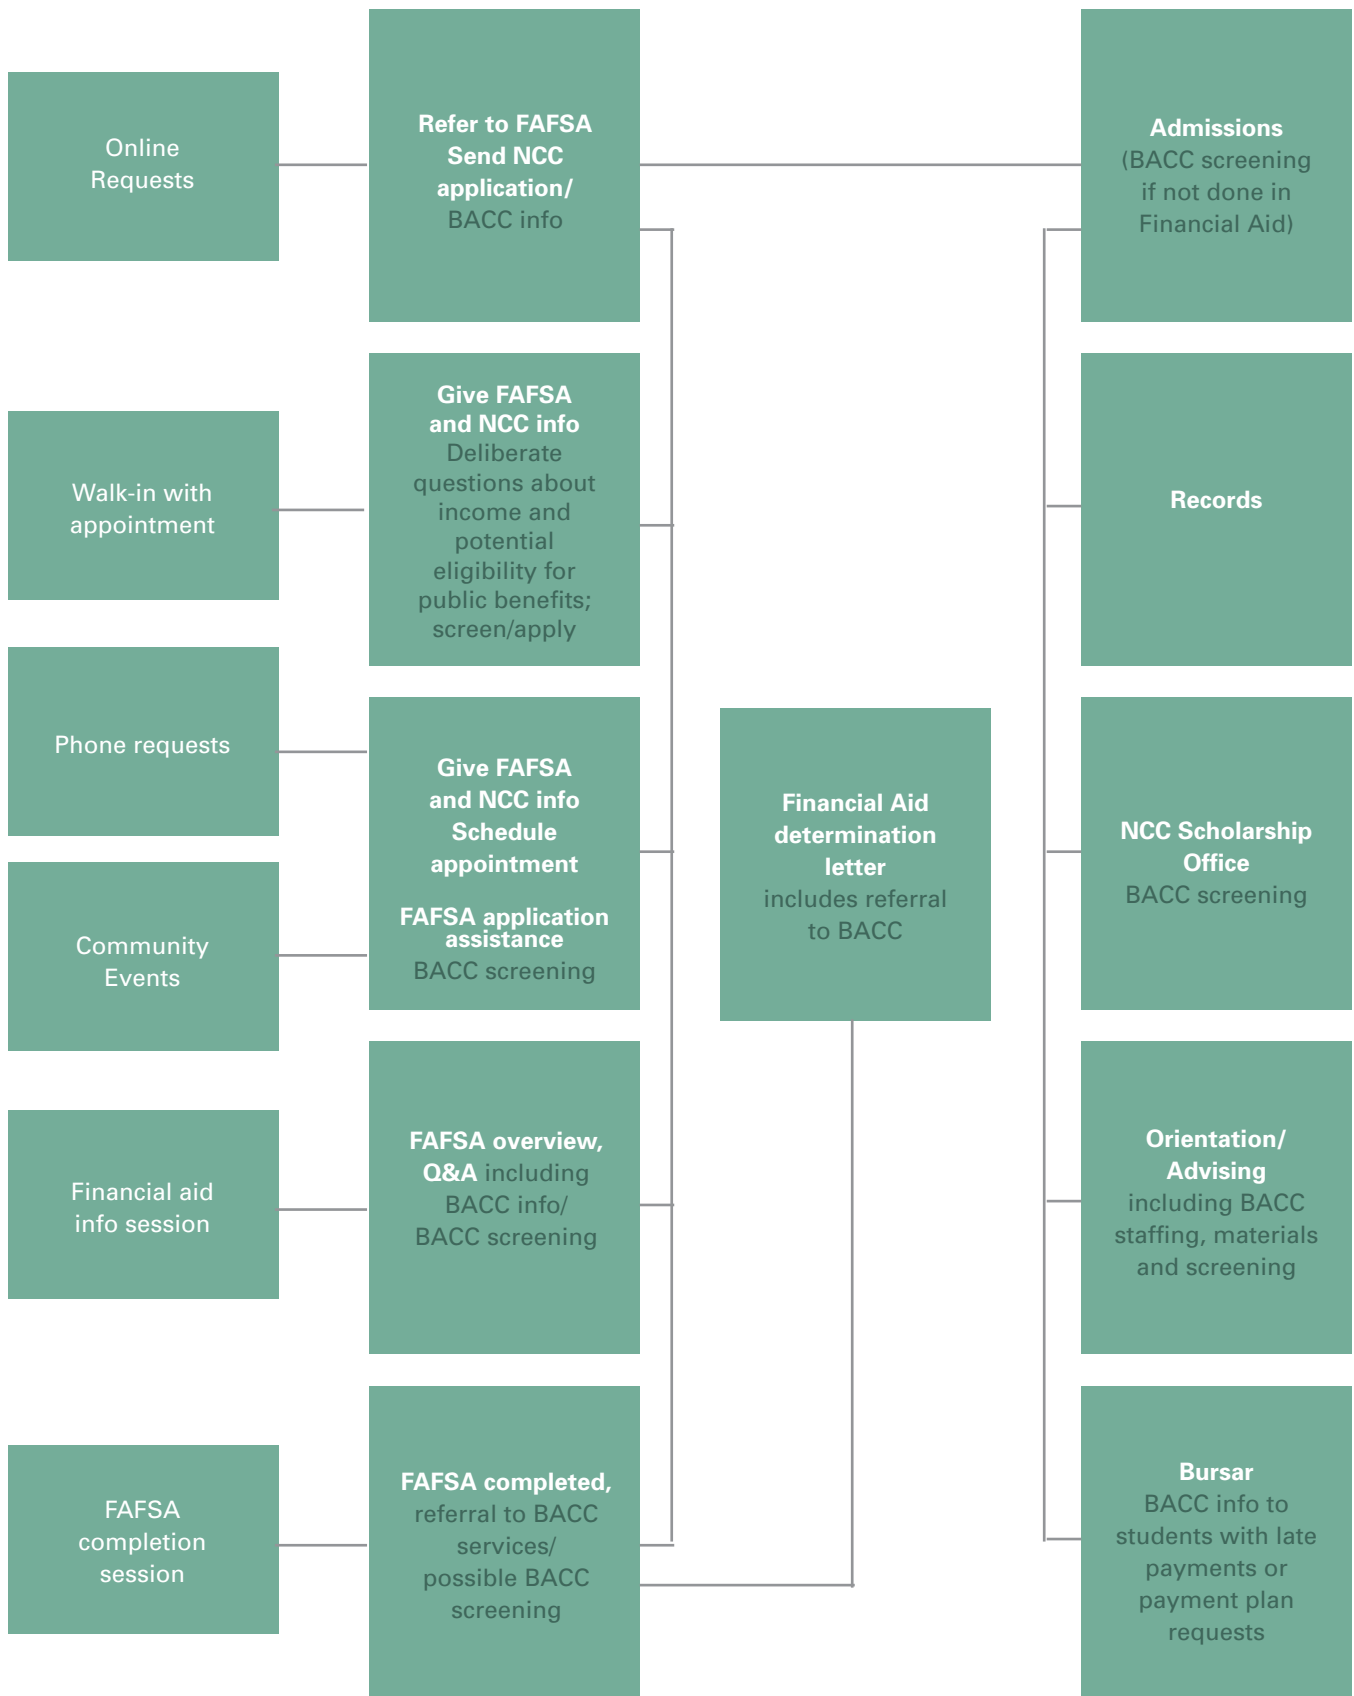 Online
Requests
Refer to FAFSA
Send NCC
application/
BACC info
Admissions
(BACC screening
if not done in
Financial Aid)
Walk-in with
appointment
Give FAFSA
and NCC info
Deliberate
questions about
income and
potential
eligibility for
public benefits;
screen/apply
Records
Phone requests
Community
Events
Give FAFSA
and NCC info
Schedule
appointment
FAFSA application
assistance
BACC screening
Financial Aid
determination
letter
includes referral
to BACC
NCC Scholarship
Office
BACC screening
Financial aid
info session
FAFSA overview,
Q&A including
BACC info/
BACC screening
Orientation/
Advising
including BACC
staffing, materials
and screening
FAFSA
completion
session
FAFSA completed,
referral to BACC
services/
possible BACC
screening
Bursar
BACC info to
students with late
payments or
payment plan
requests